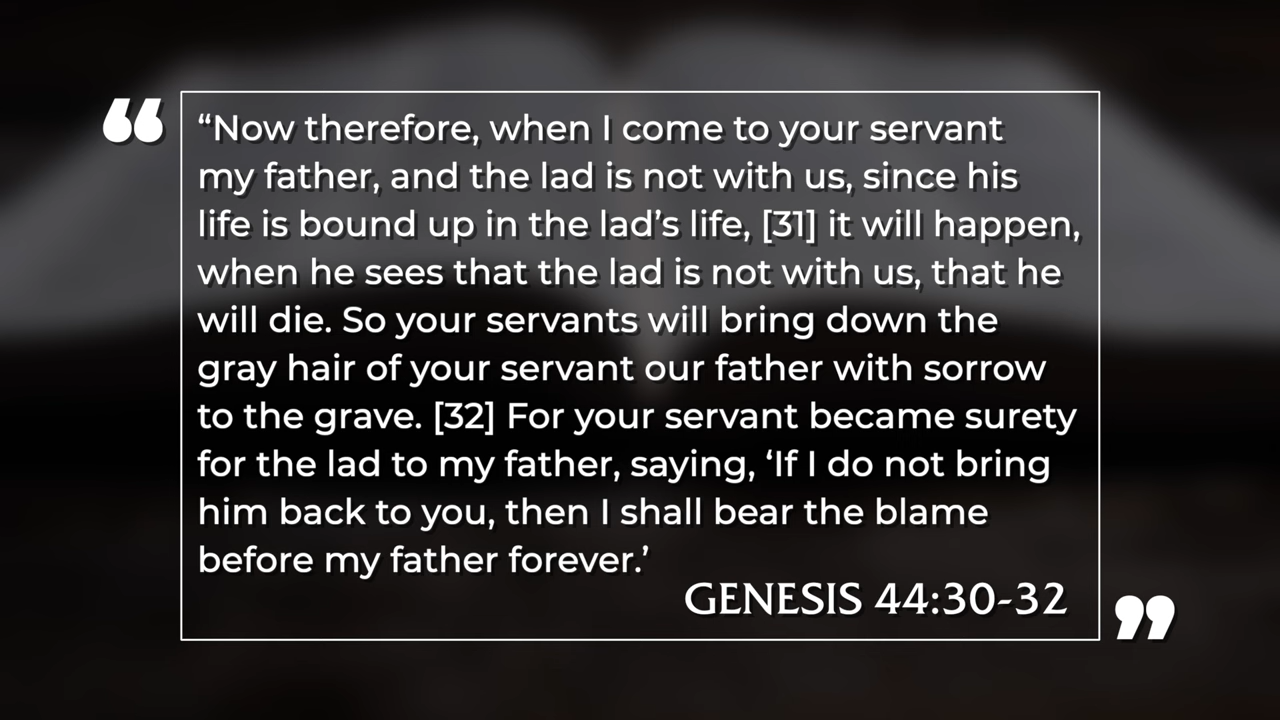 “Now therefore, when I come to your servant
my father, and the lad is not with us, since his
life is bound up in the lad’s life, [31] it will happen,
when he sees that the lad is not with us, that he
will die. So your servants will bring down the
gray hair of your servant our father with sorrow
to the grave. [32] For your servant became surety
for the lad to my father, saying, ‘If I do not bring
him back to you, then I shall bear the blame
before my father forever.’
GENESIS 44:30-32